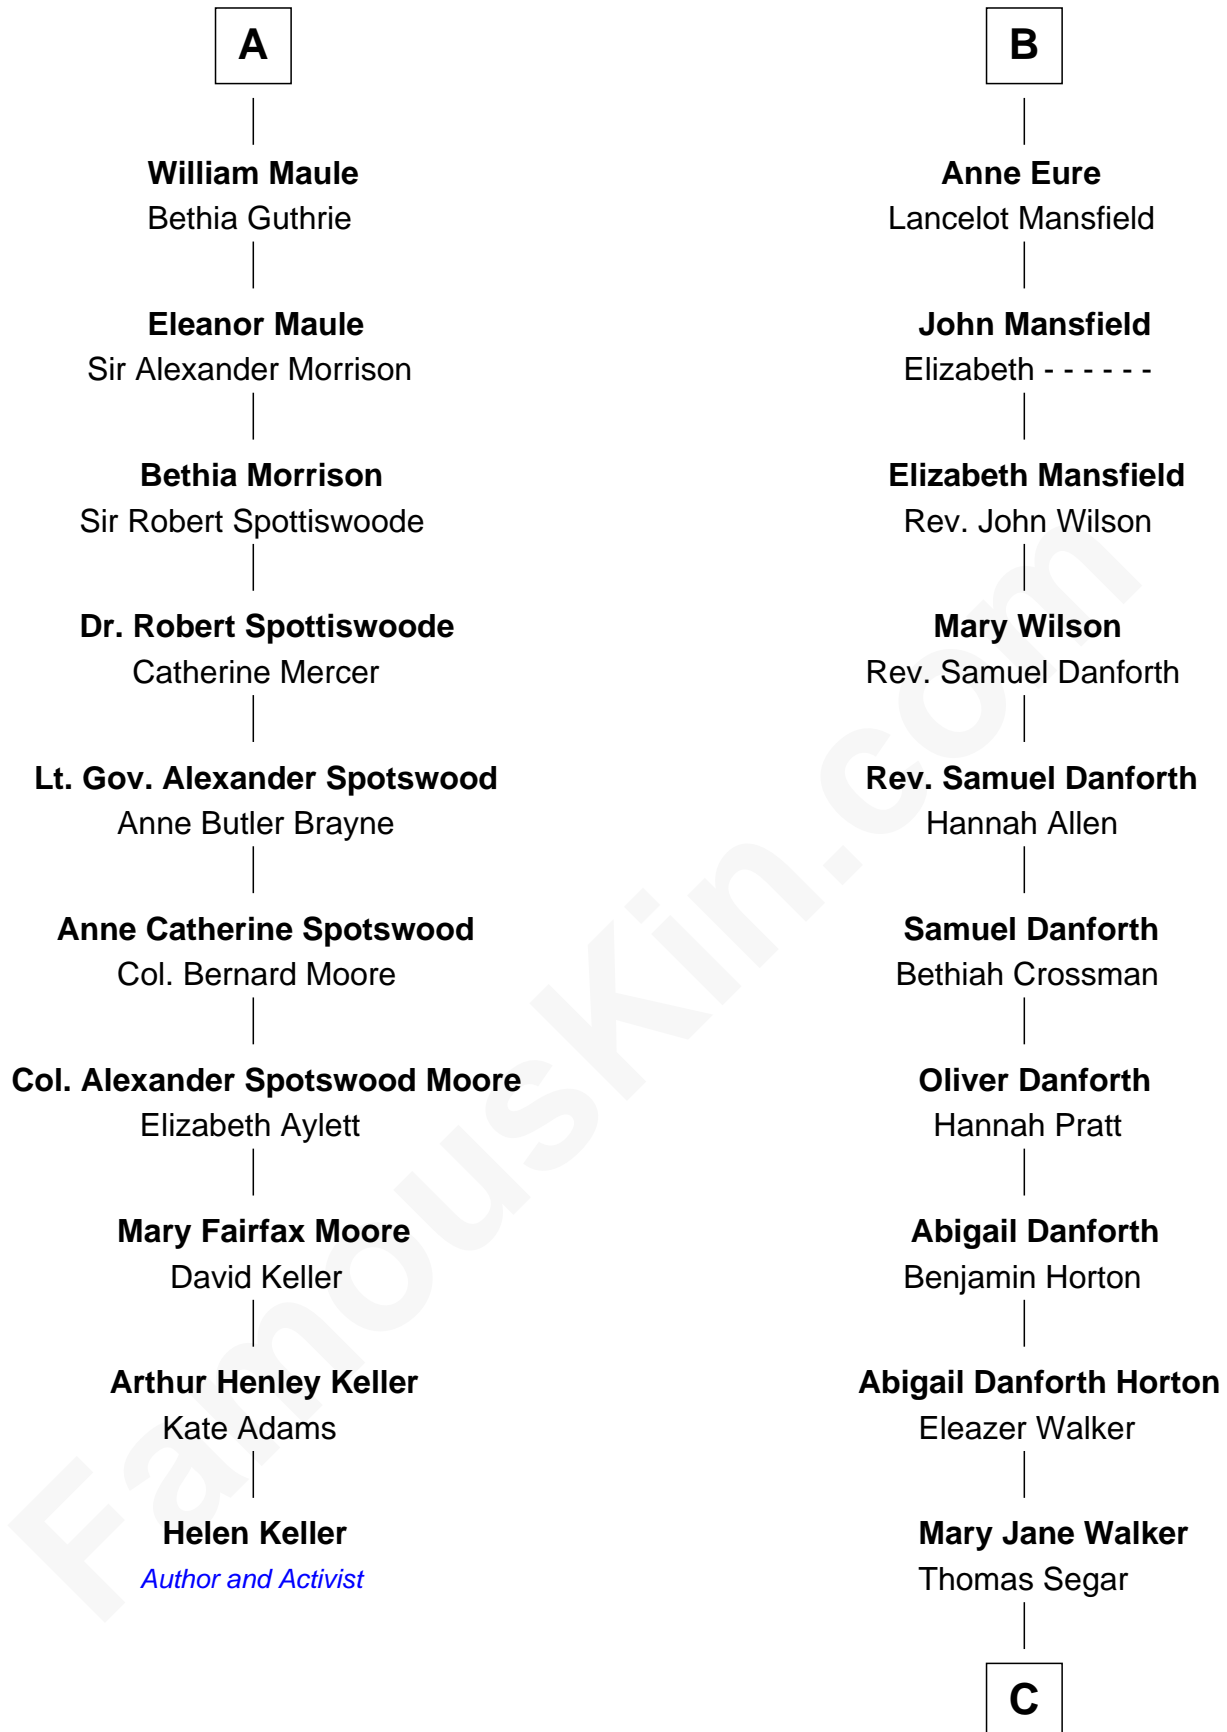 A
William Maule
Bethia Guthrie
Eleanor Maule
Sir Alexander Morrison
Bethia Morrison
Sir Robert Spottiswoode
Dr. Robert Spottiswoode
Catherine Mercer
Lt. Gov. Alexander Spotswood
Anne Butler Brayne
Anne Catherine Spotswood
Col. Bernard Moore
Col. Alexander Spotswood Moore
Elizabeth Aylett
Mary Fairfax Moore
David Keller
Arthur Henley Keller
Kate Adams
Helen Keller
Author and Activist
B
Anne Eure
Lancelot Mansfield
John Mansfield
Elizabeth - - - - - -
Elizabeth Mansfield
Rev. John Wilson
Mary Wilson
Rev. Samuel Danforth
Rev. Samuel Danforth
Hannah Allen
Samuel Danforth
Bethiah Crossman
Oliver Danforth
Hannah Pratt
Abigail Danforth
Benjamin Horton
Abigail Danforth Horton
Eleazer Walker
Mary Jane Walker
Thomas Segar
C
FamousKin.com